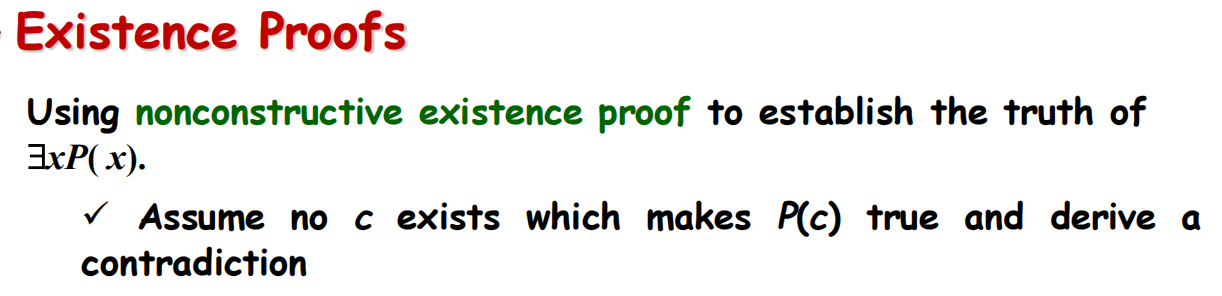 Existence Proofs
Using nonconstructive existence proof to establish the truth of
∃xP( x).
✓ Assume no c exists which makes P(c) true and derive a
contradiction